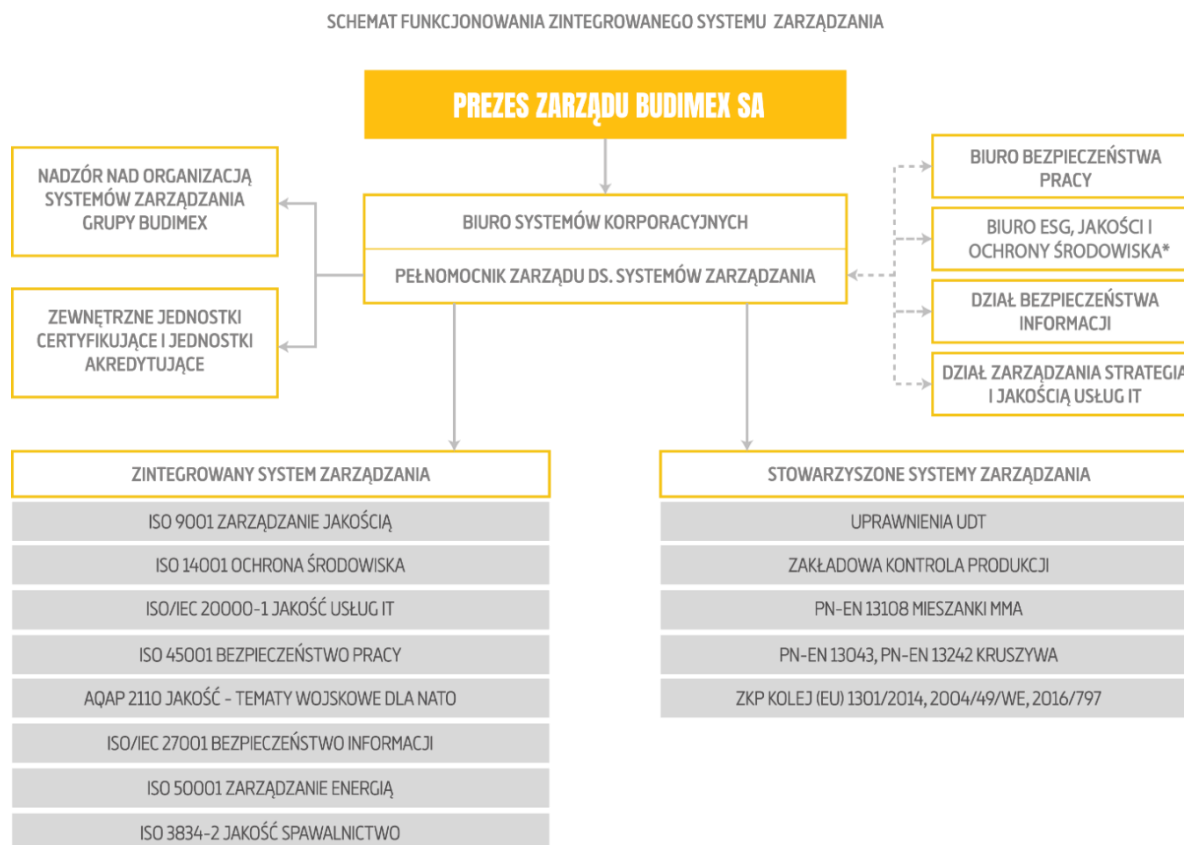 SCHEMAT FUNKCJONOWANIA ZINTEGROWANEGO SYSTEMU ZARZĄDZANIA
PREZES ZARZĄDU BUDIMEX SA
NADZÓR NAD ORGANIZACJĄ
SYSTEMÓW ZARZĄDZANIA
GRUPY BUDIMEX
ZEWNĘTRZNE JEDNOSTKI
CERTYFIKUJĄCE I JEDNOSTKI
AKREDYTUJĄCE
BIURO SYSTEMÓW KORPORACYJNYCH
PEŁNOMOCNIK ZARZĄDU DS. SYSTEMÓW ZARZĄDZANIA
BIURO BEZPIECZEŃSTWA
PRACY
BIURO ESG, JAKOŚCI I
OCHRONY ŚRODOWISKA*
DZIAŁ BEZPIECZEŃSTWA
INFORMACJI
DZIAŁ ZARZĄDZANIA STRATEGIĄ
I JAKOŚCIĄ USŁUG IT
ZINTEGROWANY SYSTEM ZARZĄDZANIA
ISO 9001 ZARZĄDZANIE JAKOŚCIĄ
ISO 14001 OCHRONA ŚRODOWISKA
ISO/IEC 20000-1 JAKOŚĆ USŁUG IT
ISO 45001 BEZPIECZEŃSTWO PRACY
AQAP 2110 JAKOŚĆ - TEMATY WOJSKOWE DLA NATO
ISO/IEC 27001 BEZPIECZEŃSTWO INFORMACJI
ISO 50001 ZARZĄDZANIE ENERGIĄ
ISO 3834-2 JAKOŚĆ SPAWALNICTWO
STOWARZYSZONE SYSTEMY ZARZĄDZANIA
UPRAWNIENIA UDT
ZAKŁADOWA KONTROLA PRODUKCJI
PN-EN 13108 MIESZANKI MMA
PN-EN 13043, PN-EN 13242 KRUSZYWA
ZKP KOLEJ (EU) 1301/2014, 2004/49/WE, 2016/797